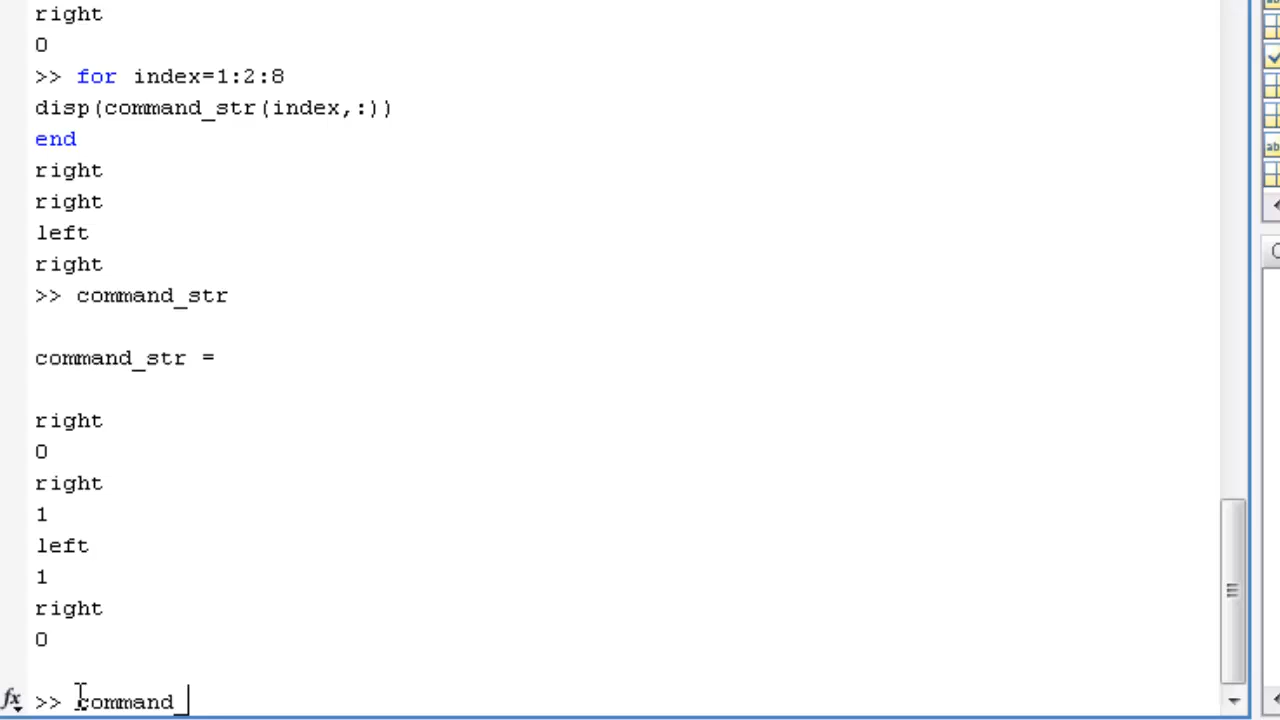 right
0
>> for index=1:2:8
disp(command_str(index,:))
end
right
right
left
right
>> command_str
command_str =
right
0
right
1
left
1
right
0
fx >> command_